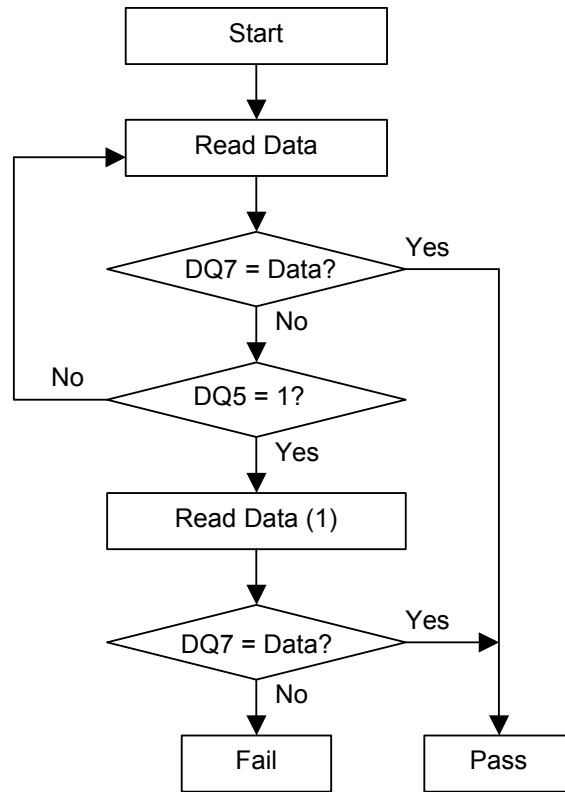 Start
Read Data
DQ7 = Data?
Yes
No
DQ5 = 1?
No
Yes
Read Data (1)
DQ7 = Data?
Yes
No
Fail
Pass